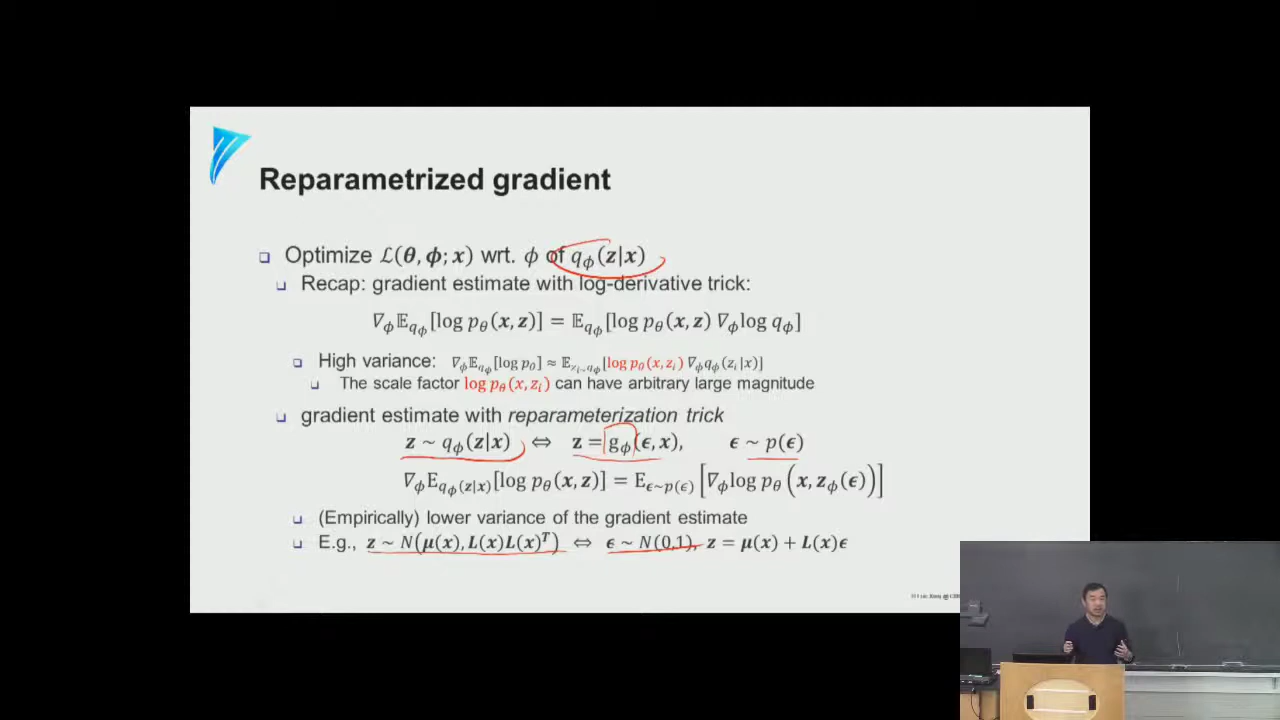 Reparametrized gradient
Optimize ℒ(θ, ϕ; x) wrt. ϕ of q_ϕ(z|x)
Recap: gradient estimate with log-derivative trick:
∇_ϕ 𝔼_{q_ϕ}[log p_θ(x, z)] = 𝔼_{q_ϕ}[log p_θ(x, z) ∇_ϕ log q_ϕ]
High variance: ∇_ϕ 𝔼_{q_ϕ}[log p_θ] ≈ 𝔼_{z_i∼q_ϕ}[log p_θ(x, z_i) ∇_ϕ q_ϕ(z_i|x)]
The scale factor log p_θ(x, z_i) can have arbitrary large magnitude
gradient estimate with reparameterization trick
z ∼ q_ϕ(z|x) ⇔ z = g_ϕ(ϵ, x), ϵ ∼ p(ϵ)
∇_ϕ E_{q_ϕ(z|x)}[log p_θ(x, z)] = E_{ϵ∼p(ϵ)}[∇_ϕ log p_θ(x, z_ϕ(ϵ))]
(Empirically) lower variance of the gradient estimate
E.g., z ∼ N(μ(x), L(x)L(x)^T) ⇔ ϵ ∼ N(0,1), z = μ(x) + L(x)ϵ